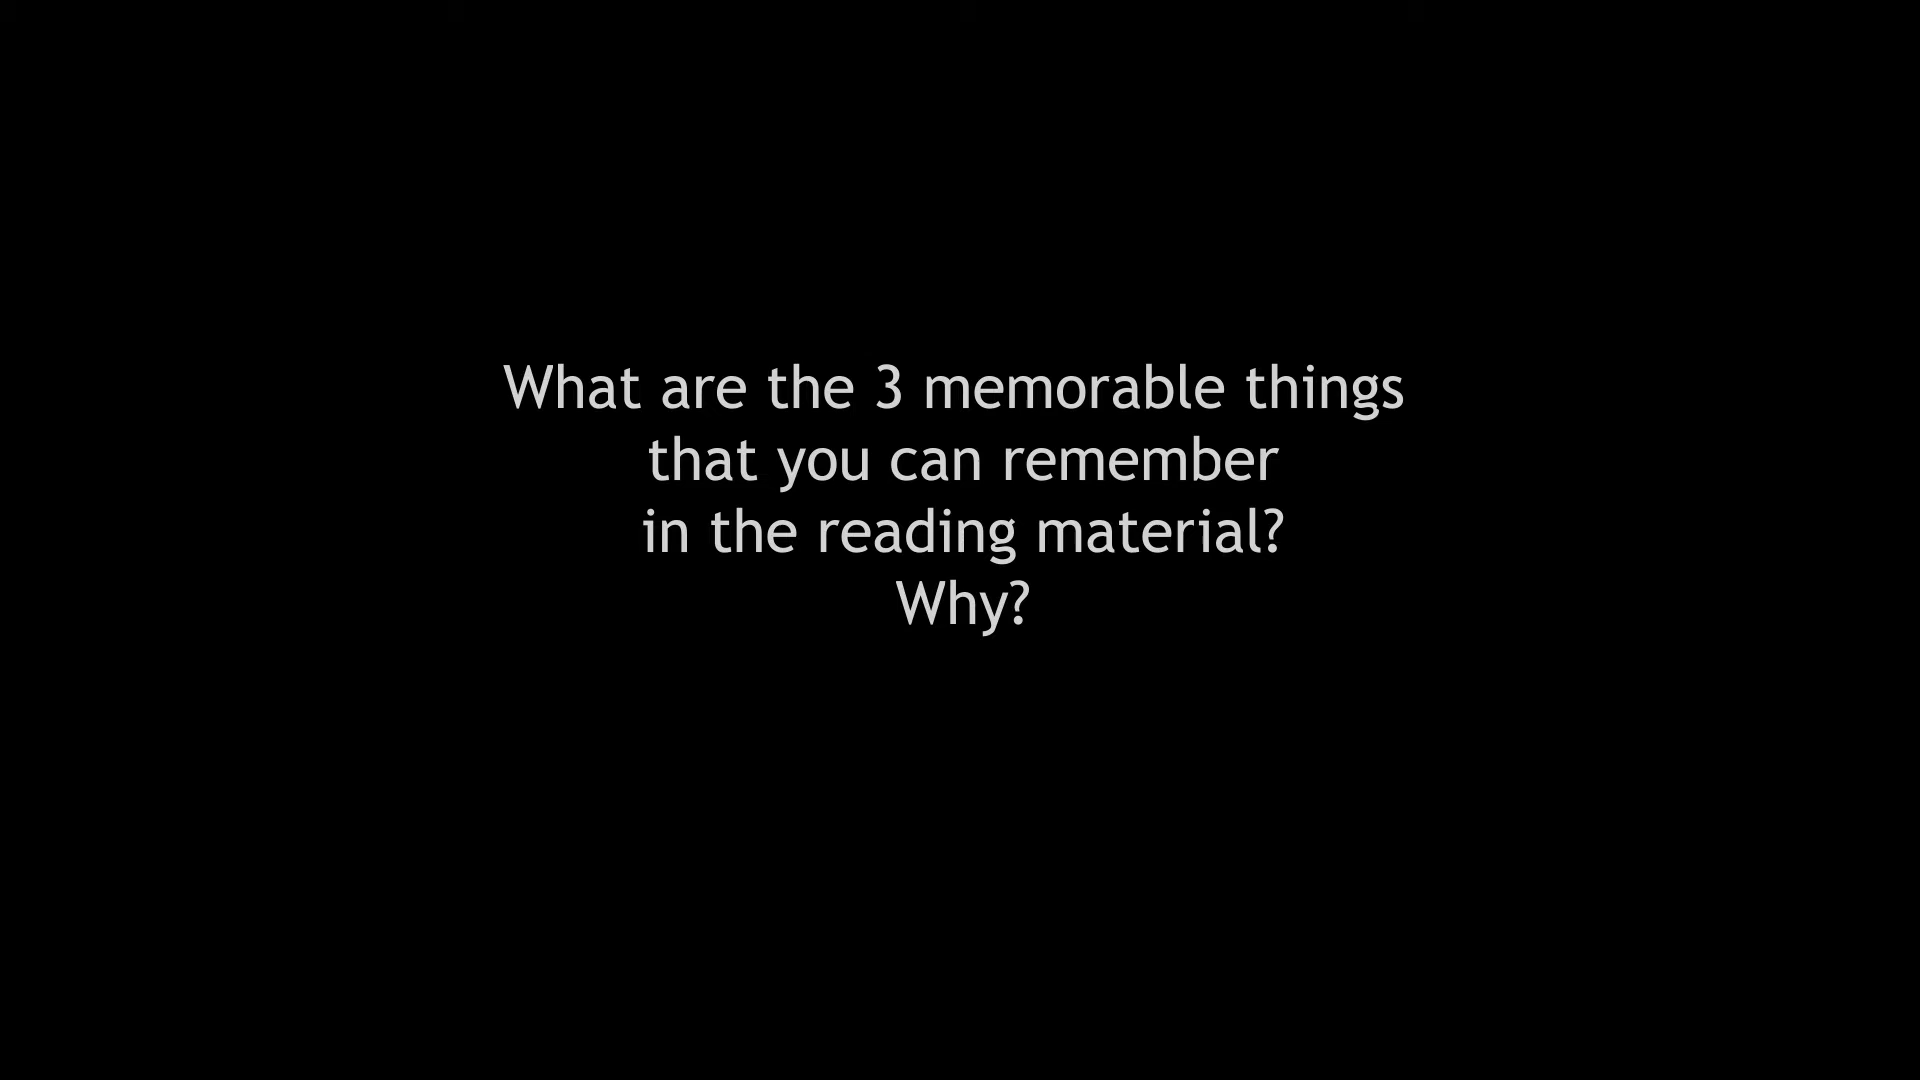 What are the 3 memorable things
that you can remember
in the reading material?
Why?